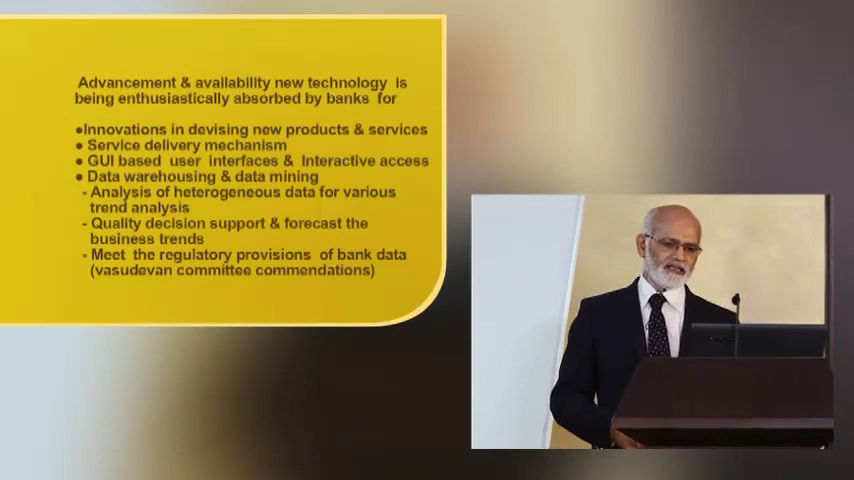 Advancement & availability new technology is
being enthusiastically absorbed by banks for
●Innovations in devising new products & services
● Service delivery mechanism
● GUI based user interfaces & Interactive access
● Data warehousing & data mining
- Analysis of heterogeneous data for various
trend analysis
- Quality decision support & forecast the
business trends
- Meet the regulatory provisions of bank data
(vasudevan committee commendations)